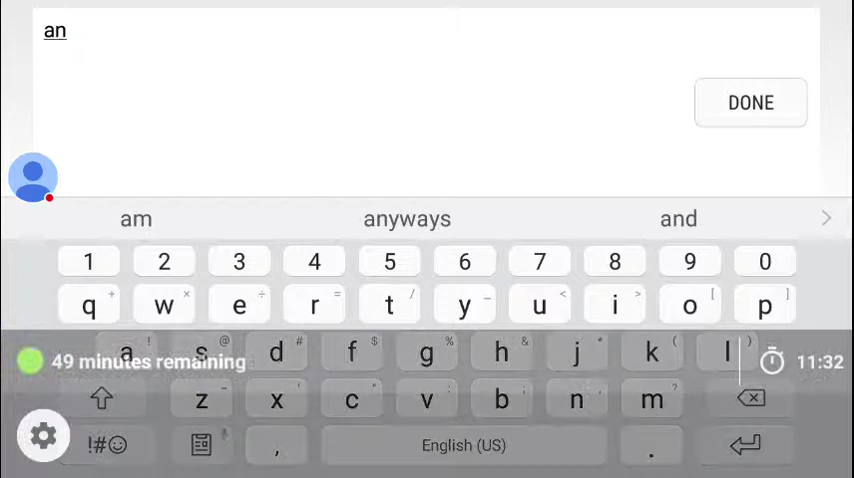 an
DONE
am anyways and
1 2 3 4 5 6 7 8 9 0
q + w × e ÷ r = t / y _ u < i > o [ p ]
a ! s @ d # f $ g % h & j * k ( l )
49 minutes remaining 11:32
z - x ' c " v : b ; n , m ?
!#☺ , English (US) .